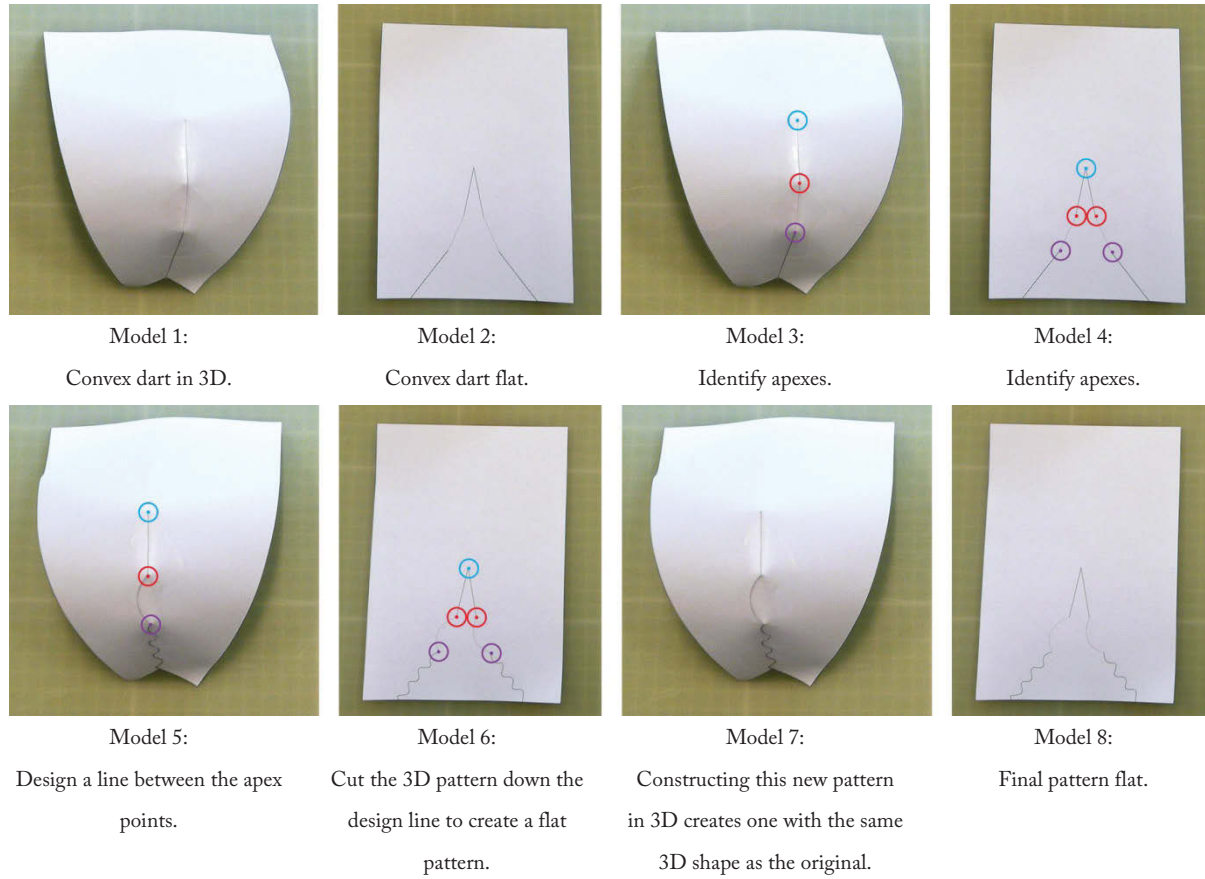 Model 1:
Convex dart in 3D.
Model 2:
Convex dart flat.
Model 3:
Identify apexes.
Model 4:
Identify apexes.
Model 5:
Design a line between the apex
points.
Model 6:
Cut the 3D pattern down the
design line to create a flat
pattern.
Model 7:
Constructing this new pattern
in 3D creates one with the same
3D shape as the original.
Model 8:
Final pattern flat.